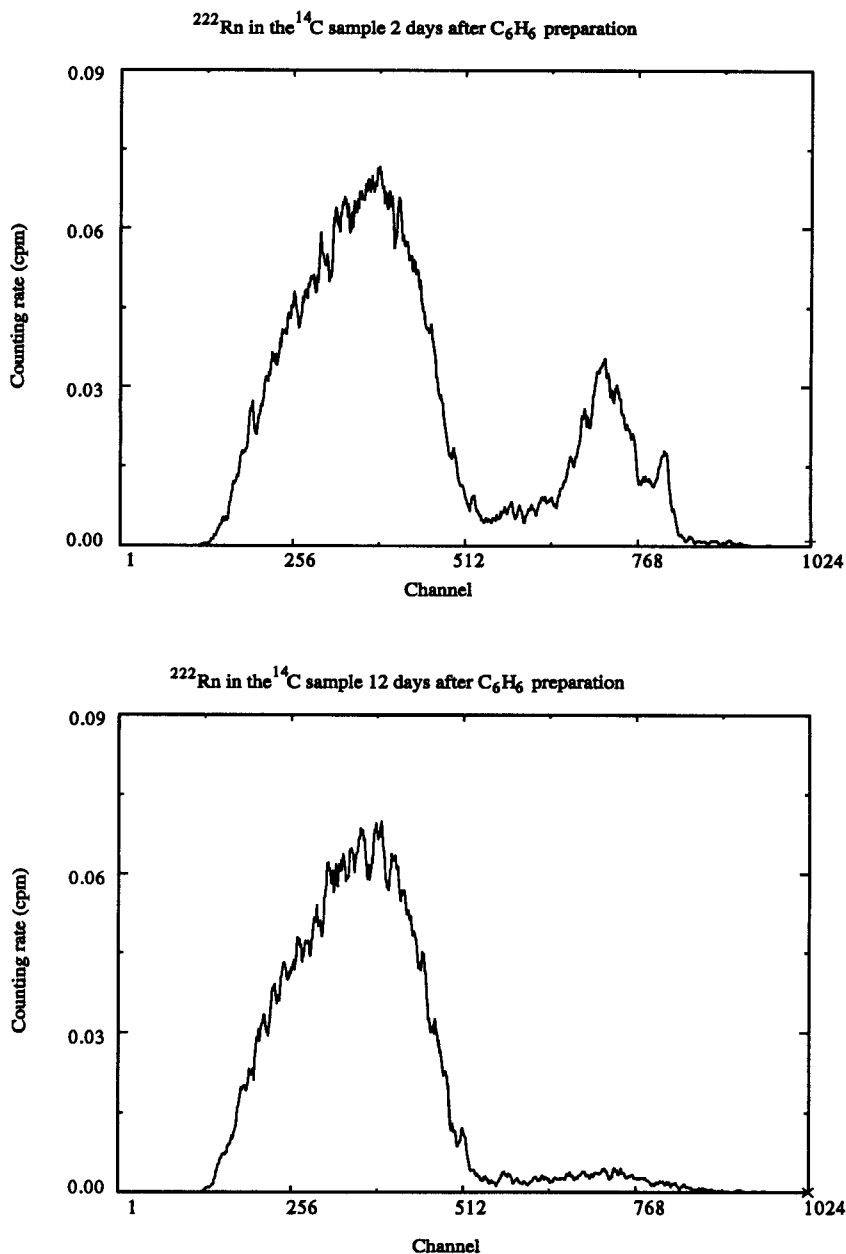 ²²²Rn in the ¹⁴C sample 2 days after C₆H₆ preparation
0.09
0.06
0.03
0.00
Counting rate (cpm)
1 256 512 768 1024
Channel
²²²Rn in the ¹⁴C sample 12 days after C₆H₆ preparation
0.09
0.06
0.03
0.00
Counting rate (cpm)
1 256 512 768 1024
Channel